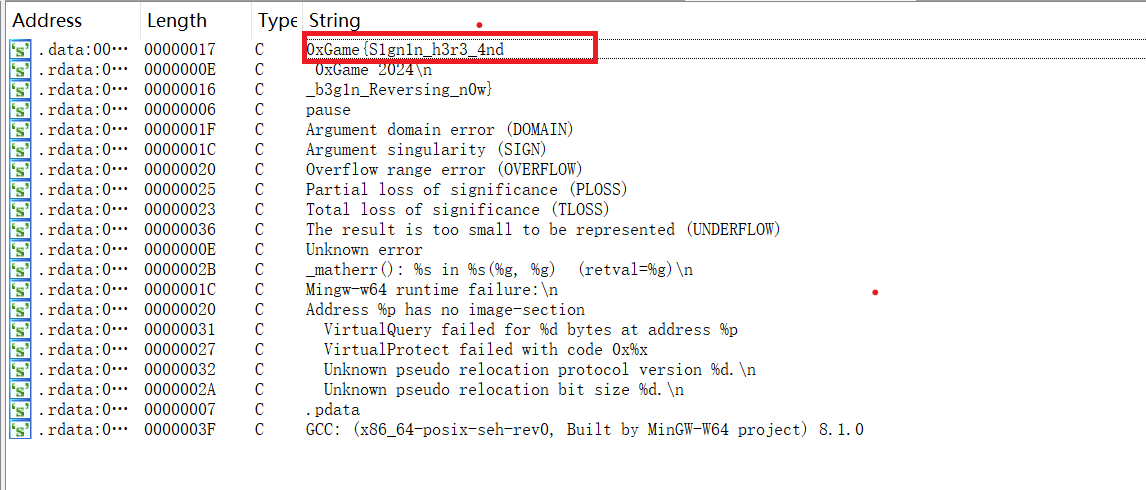 Address Length Type String
.data:00… 00000017 C 0xGame{S1gn1n_h3r3_4nd
.rdata:0… 0000000E C 0xGame 2024\n
.rdata:0… 00000016 C _b3g1n_Reversing_n0w}
.rdata:0… 00000006 C pause
.rdata:0… 0000001F C Argument domain error (DOMAIN)
.rdata:0… 0000001C C Argument singularity (SIGN)
.rdata:0… 00000020 C Overflow range error (OVERFLOW)
.rdata:0… 00000025 C Partial loss of significance (PLOSS)
.rdata:0… 00000023 C Total loss of significance (TLOSS)
.rdata:0… 00000036 C The result is too small to be represented (UNDERFLOW)
.rdata:0… 0000000E C Unknown error
.rdata:0… 0000002B C _matherr(): %s in %s(%g, %g)  (retval=%g)\n
.rdata:0… 0000001C C Mingw-w64 runtime failure:\n
.rdata:0… 00000020 C Address %p has no image-section
.rdata:0… 00000031 C   VirtualQuery failed for %d bytes at address %p
.rdata:0… 00000027 C   VirtualProtect failed with code 0x%x
.rdata:0… 00000032 C   Unknown pseudo relocation protocol version %d.\n
.rdata:0… 0000002A C   Unknown pseudo relocation bit size %d.\n
.rdata:0… 00000007 C .pdata
.rdata:0… 0000003F C GCC: (x86_64-posix-seh-rev0, Built by MinGW-W64 project) 8.1.0